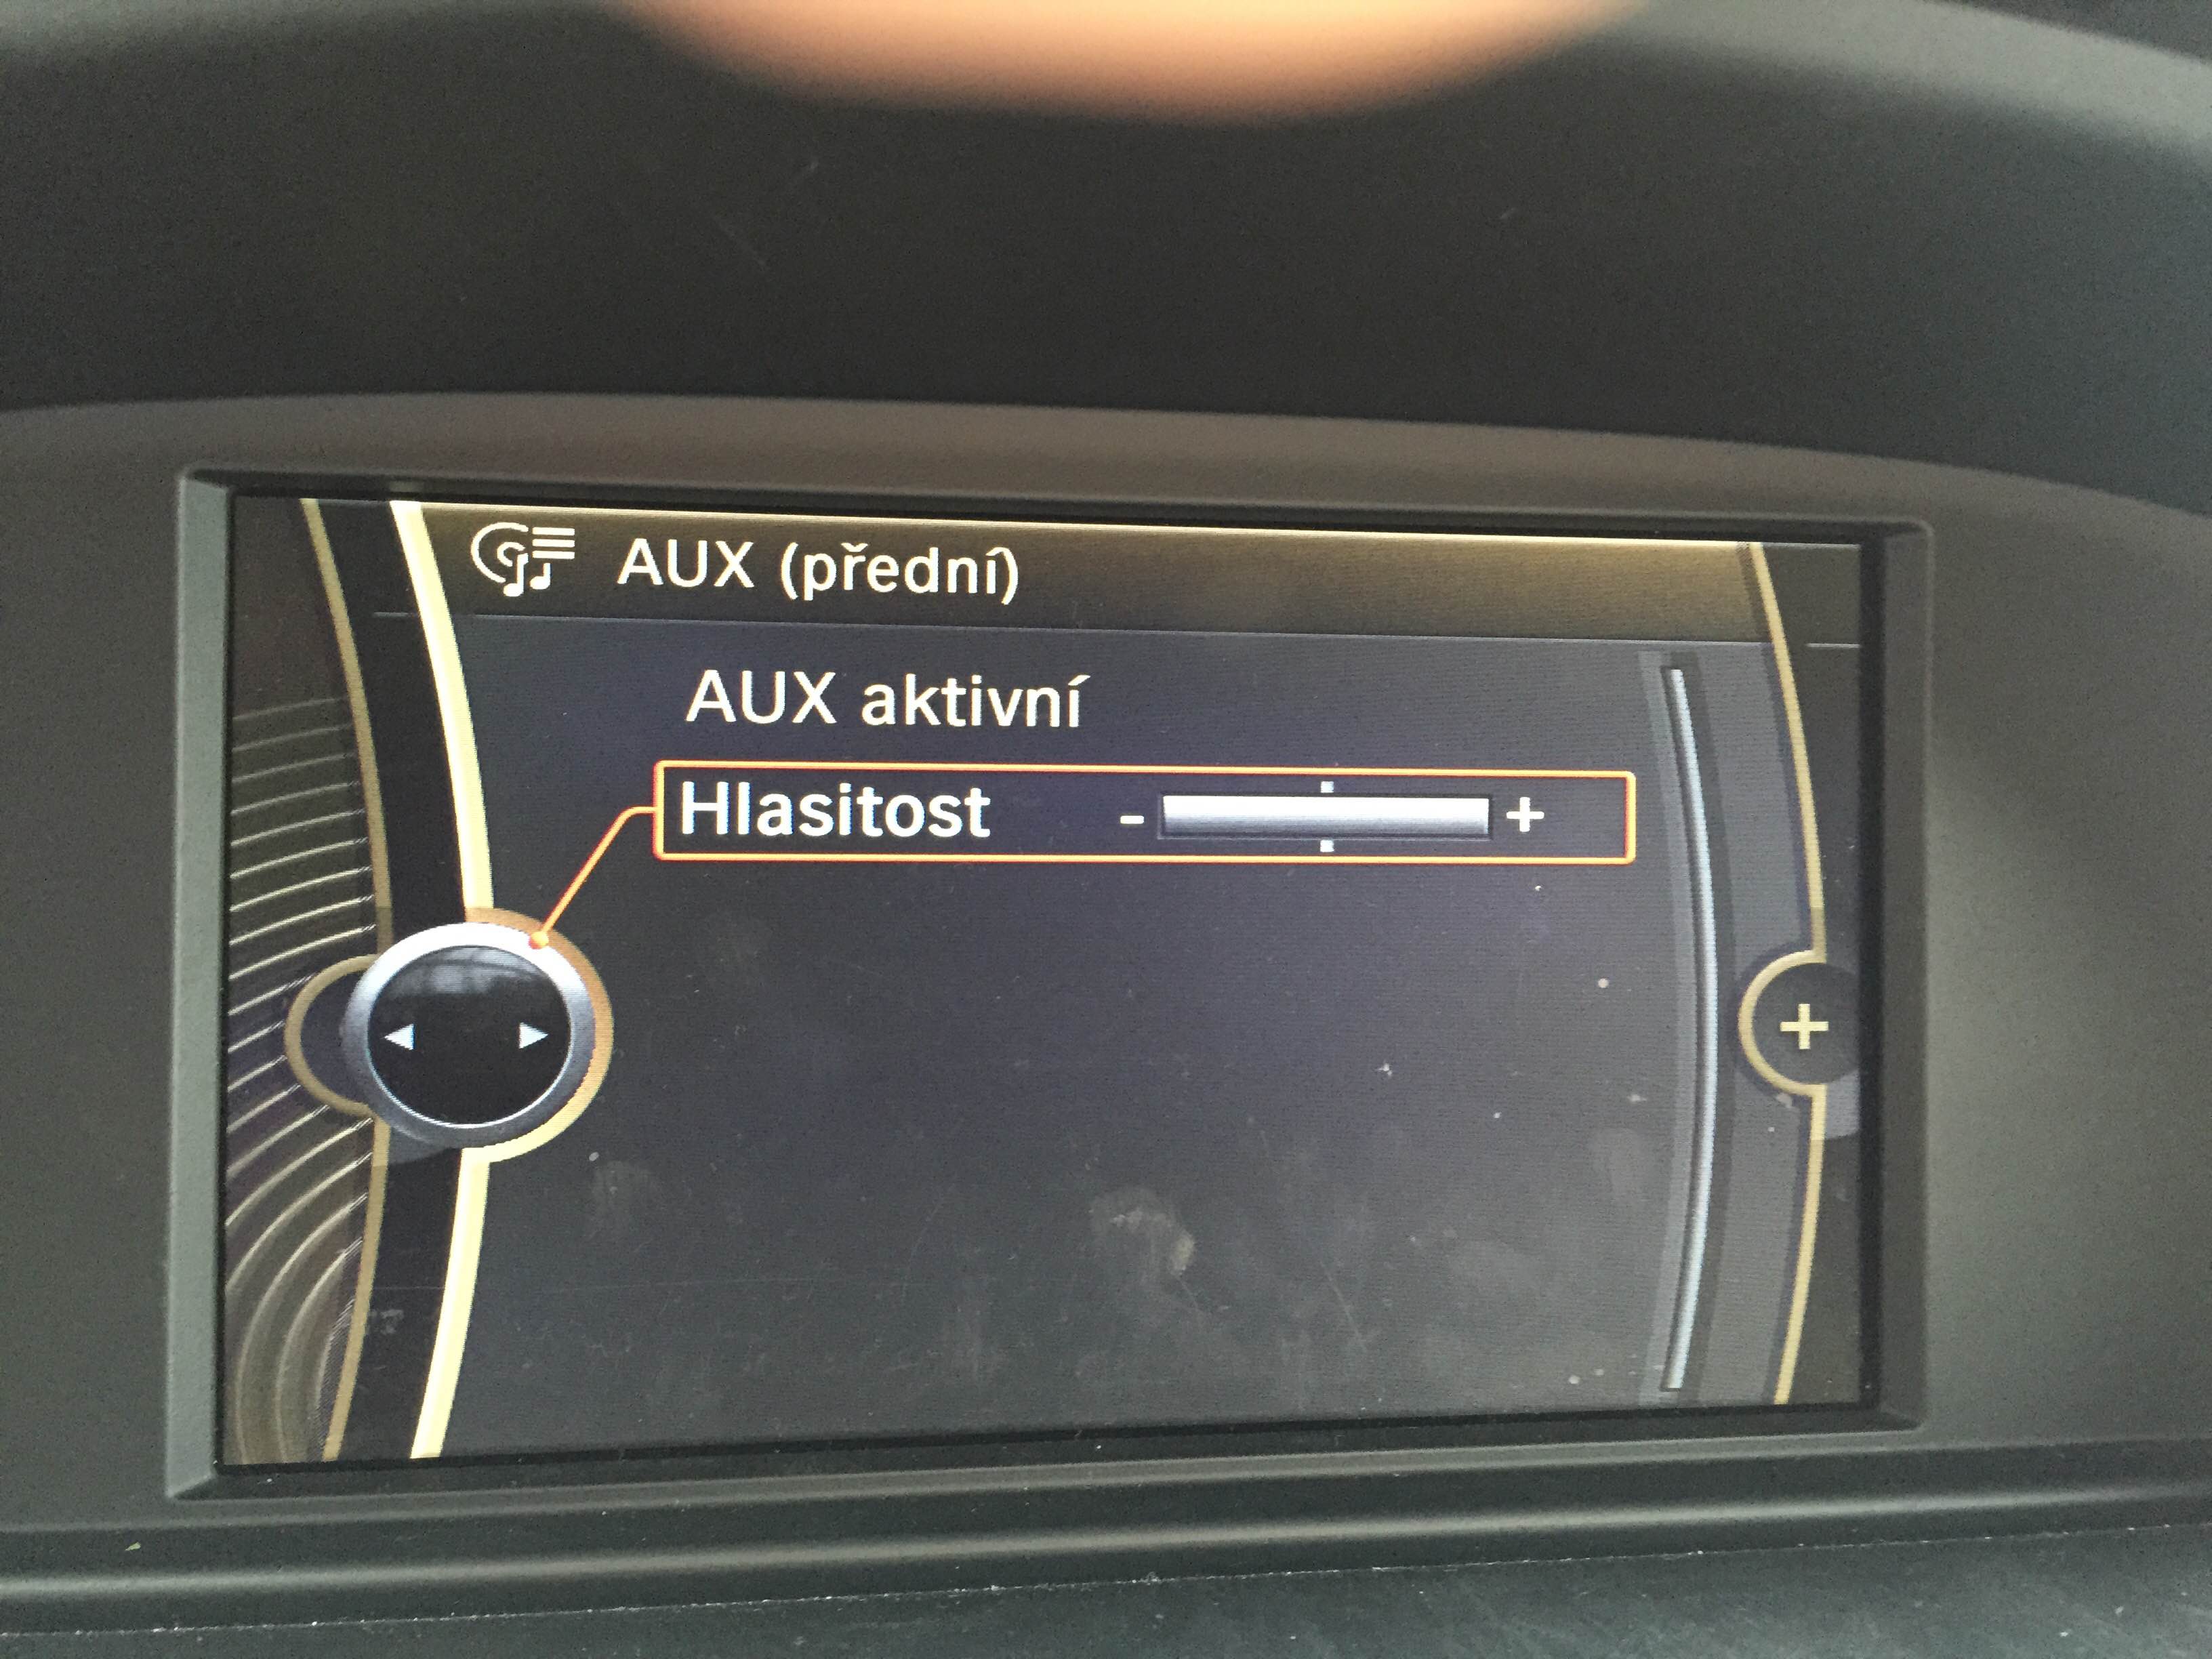 AUX (přední)
AUX aktivní
Hlasitost - +
+